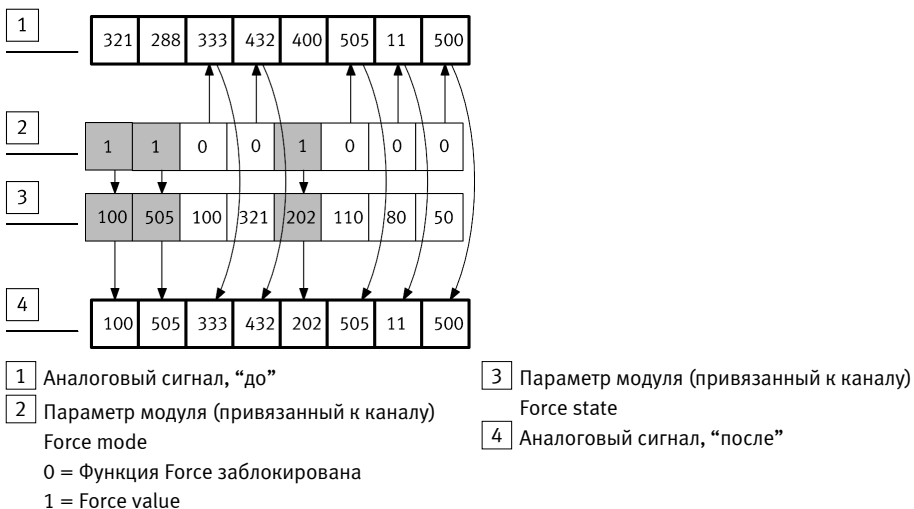 1
321 288 333 432 400 505 11 500
2
1 1 0 0 1 0 0 0
3
100 505 100 321 202 110 80 50
4
100 505 333 432 202 505 11 500
1 Аналоговый сигнал, “до”
2 Параметр модуля (привязанный к каналу)
Force mode
0 = Функция Force заблокирована
1 = Force value
3 Параметр модуля (привязанный к каналу)
Force state
4 Аналоговый сигнал, “после”